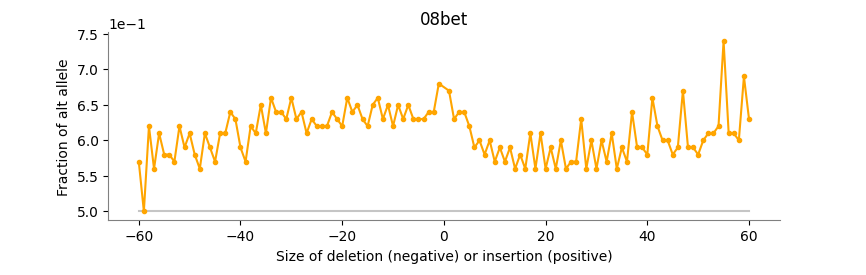 08bet
1e−1
7.5
7.0
6.5
6.0
5.5
5.0
Fraction of alt allele
−60 −40 −20 0 20 40 60
Size of deletion (negative) or insertion (positive)